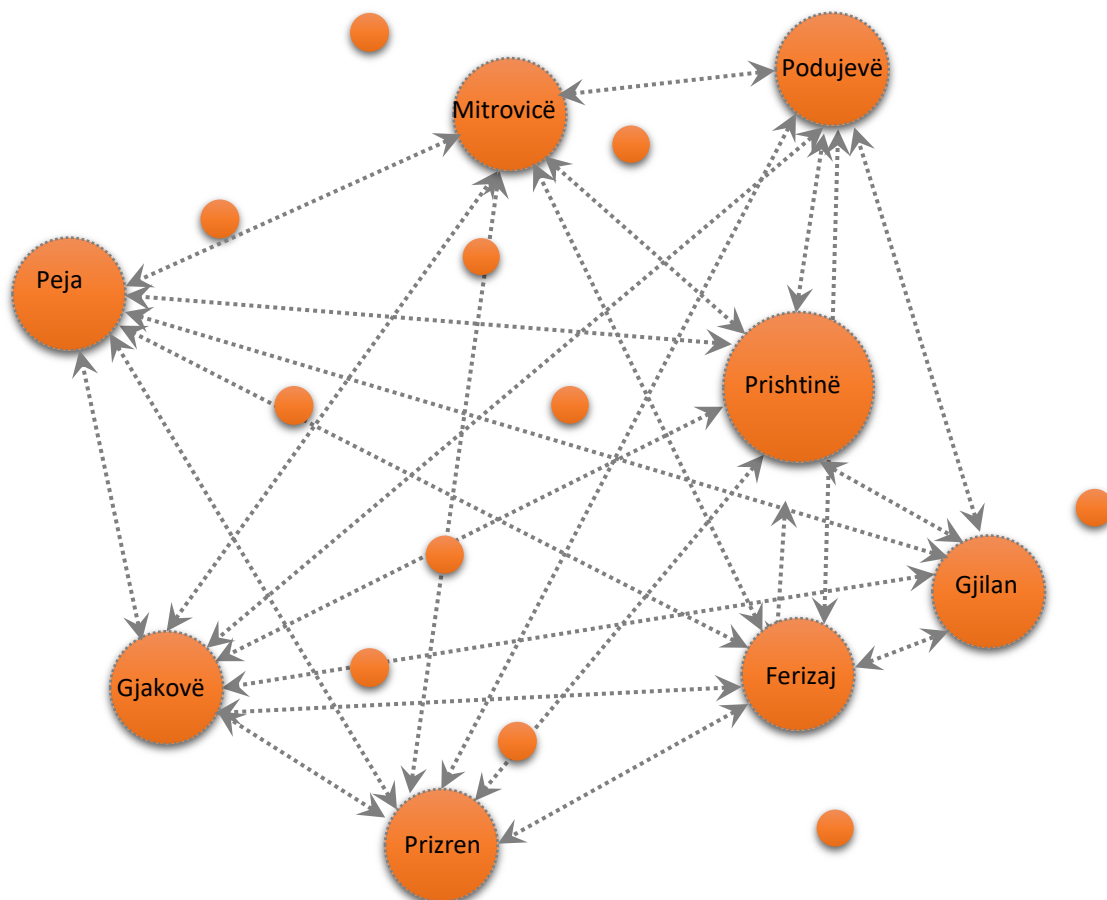 Podujevë
Mitrovicë
Peja
Prishtinë
Gjilan
Ferizaj
Gjakovë
Prizren